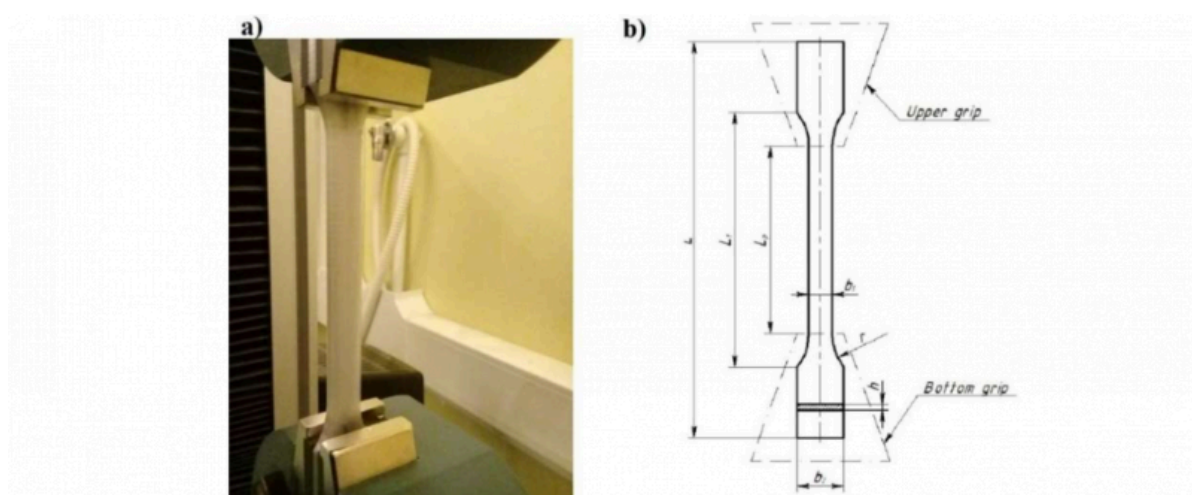 a)
b)
Upper grip
L
L₁
L₀
b₁
r
h
Bottom grip
b₂